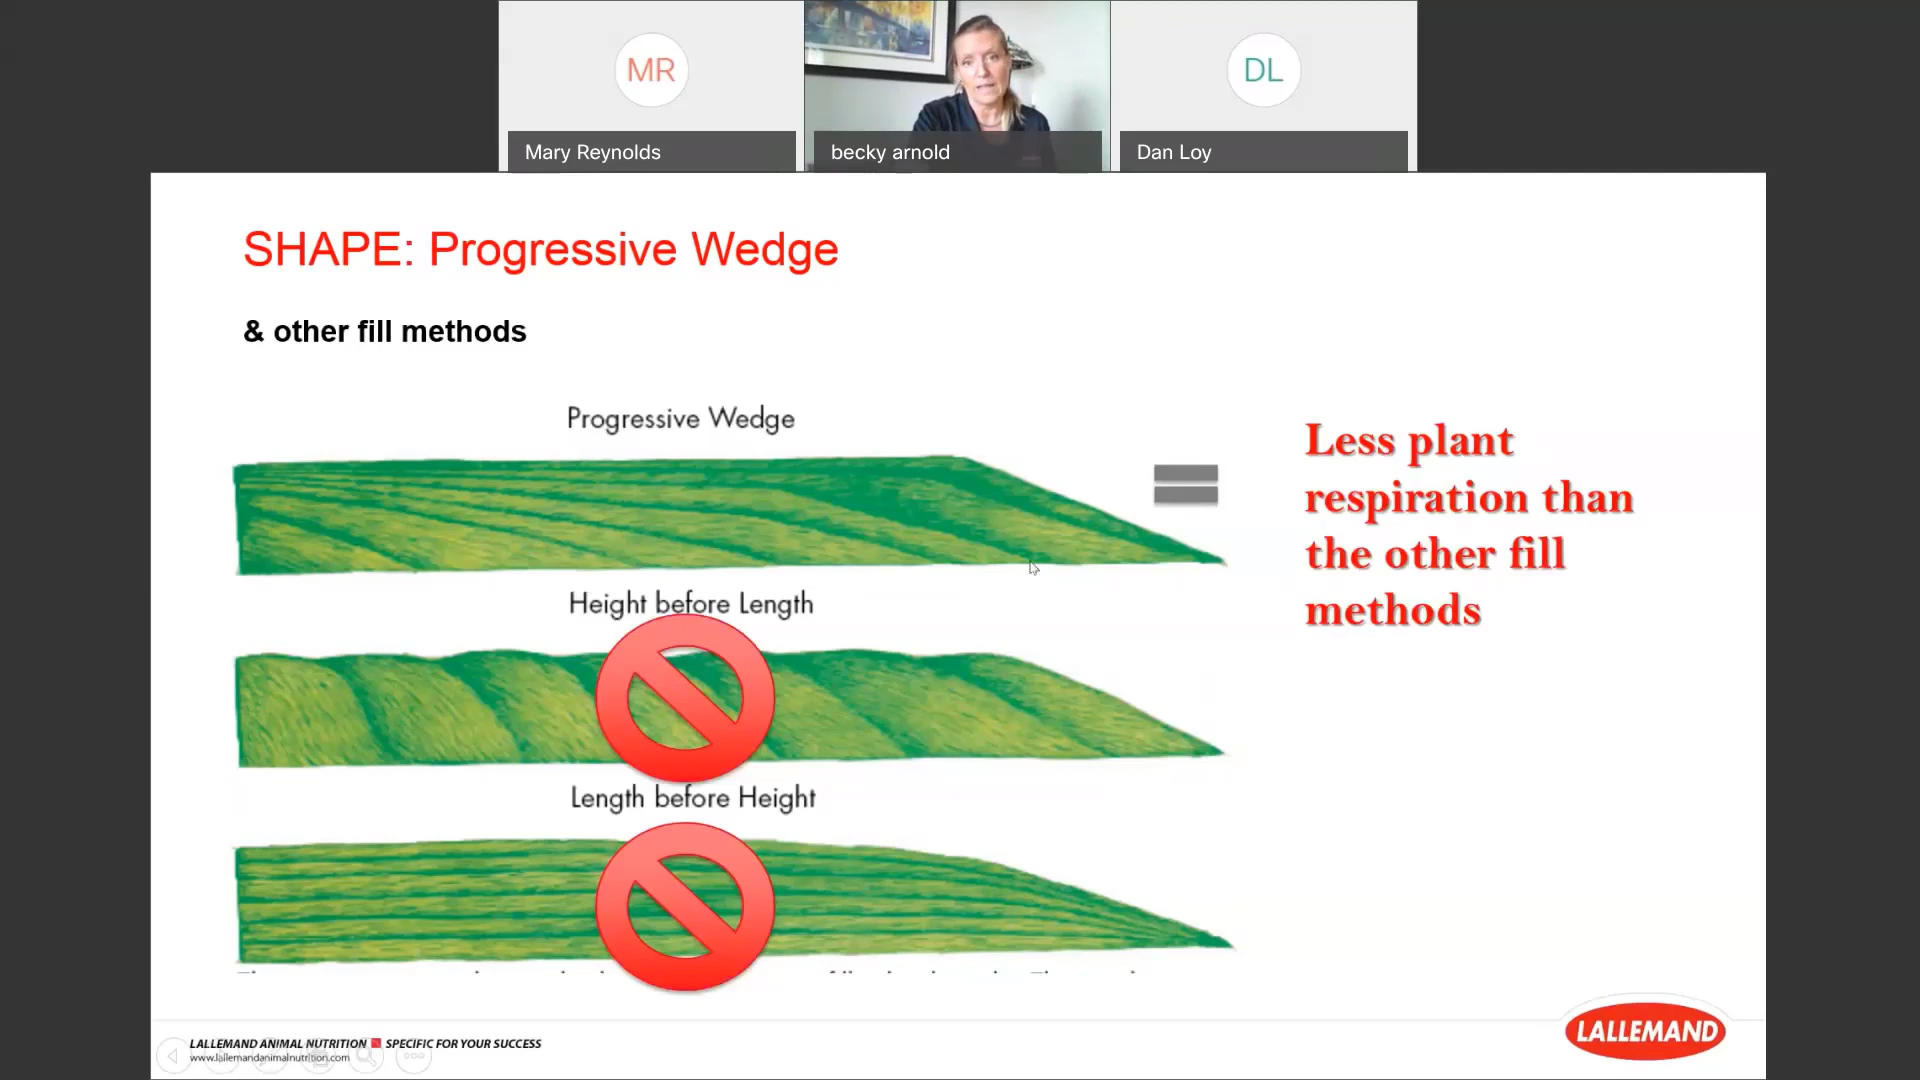 MR
DL
Mary Reynolds
becky arnold
Dan Loy
SHAPE: Progressive Wedge
& other fill methods
Progressive Wedge
Less plant
respiration than
the other fill
methods
Height before Length
Length before Height
LALLEMAND ANIMAL NUTRITION SPECIFIC FOR YOUR SUCCESS
www.lallemandanimalnutrition.com
LALLEMAND